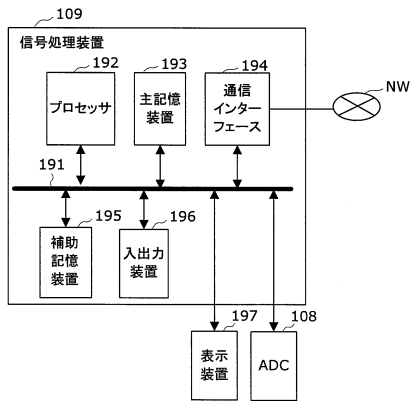 109
信号処理装置
192
プロセッサ
193
主記憶
装置
194
通信
インター
フェース
NW
191
195
補助
記憶
装置
196
入出力
装置
197
表示
装置
108
ADC